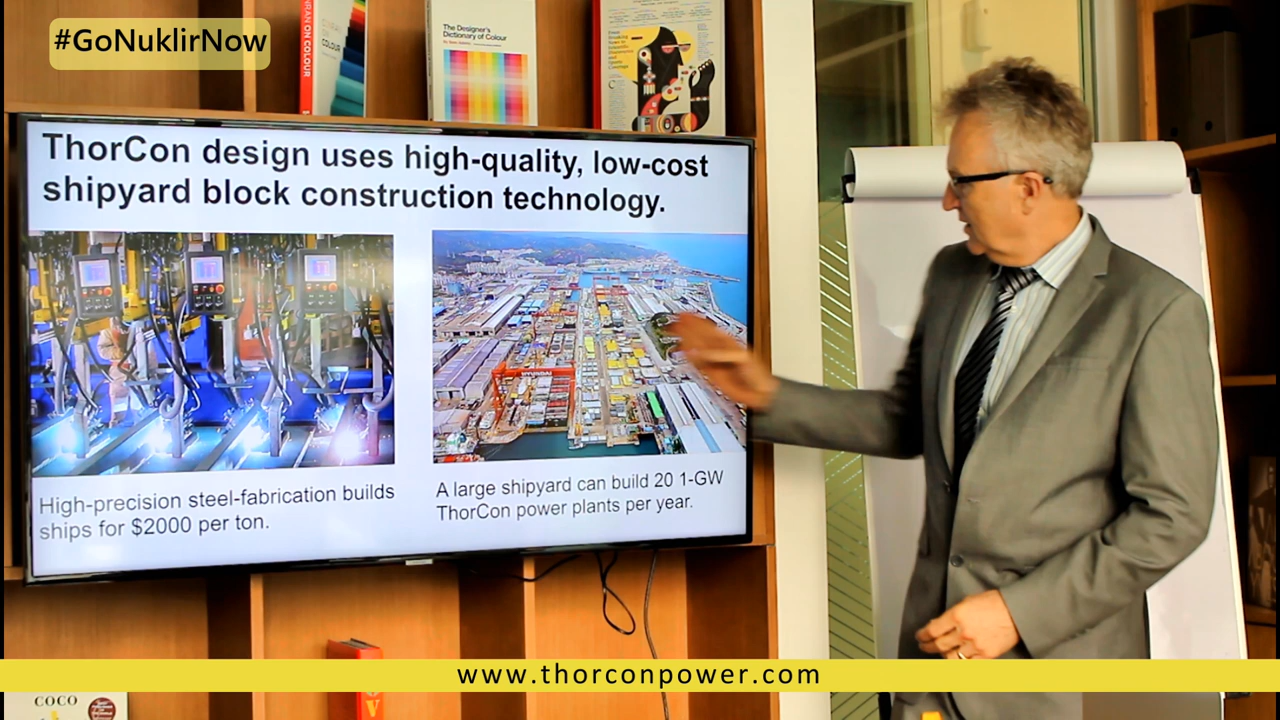 #GoNuklirNow
The Designer's
Dictionary of Colour
ThorCon design uses high-quality, low-cost
shipyard block construction technology.
HYUNDAI
High-precision steel-fabrication builds
ships for $2000 per ton.
A large shipyard can build 20 1-GW
ThorCon power plants per year.
www.thorconpower.com
COCO